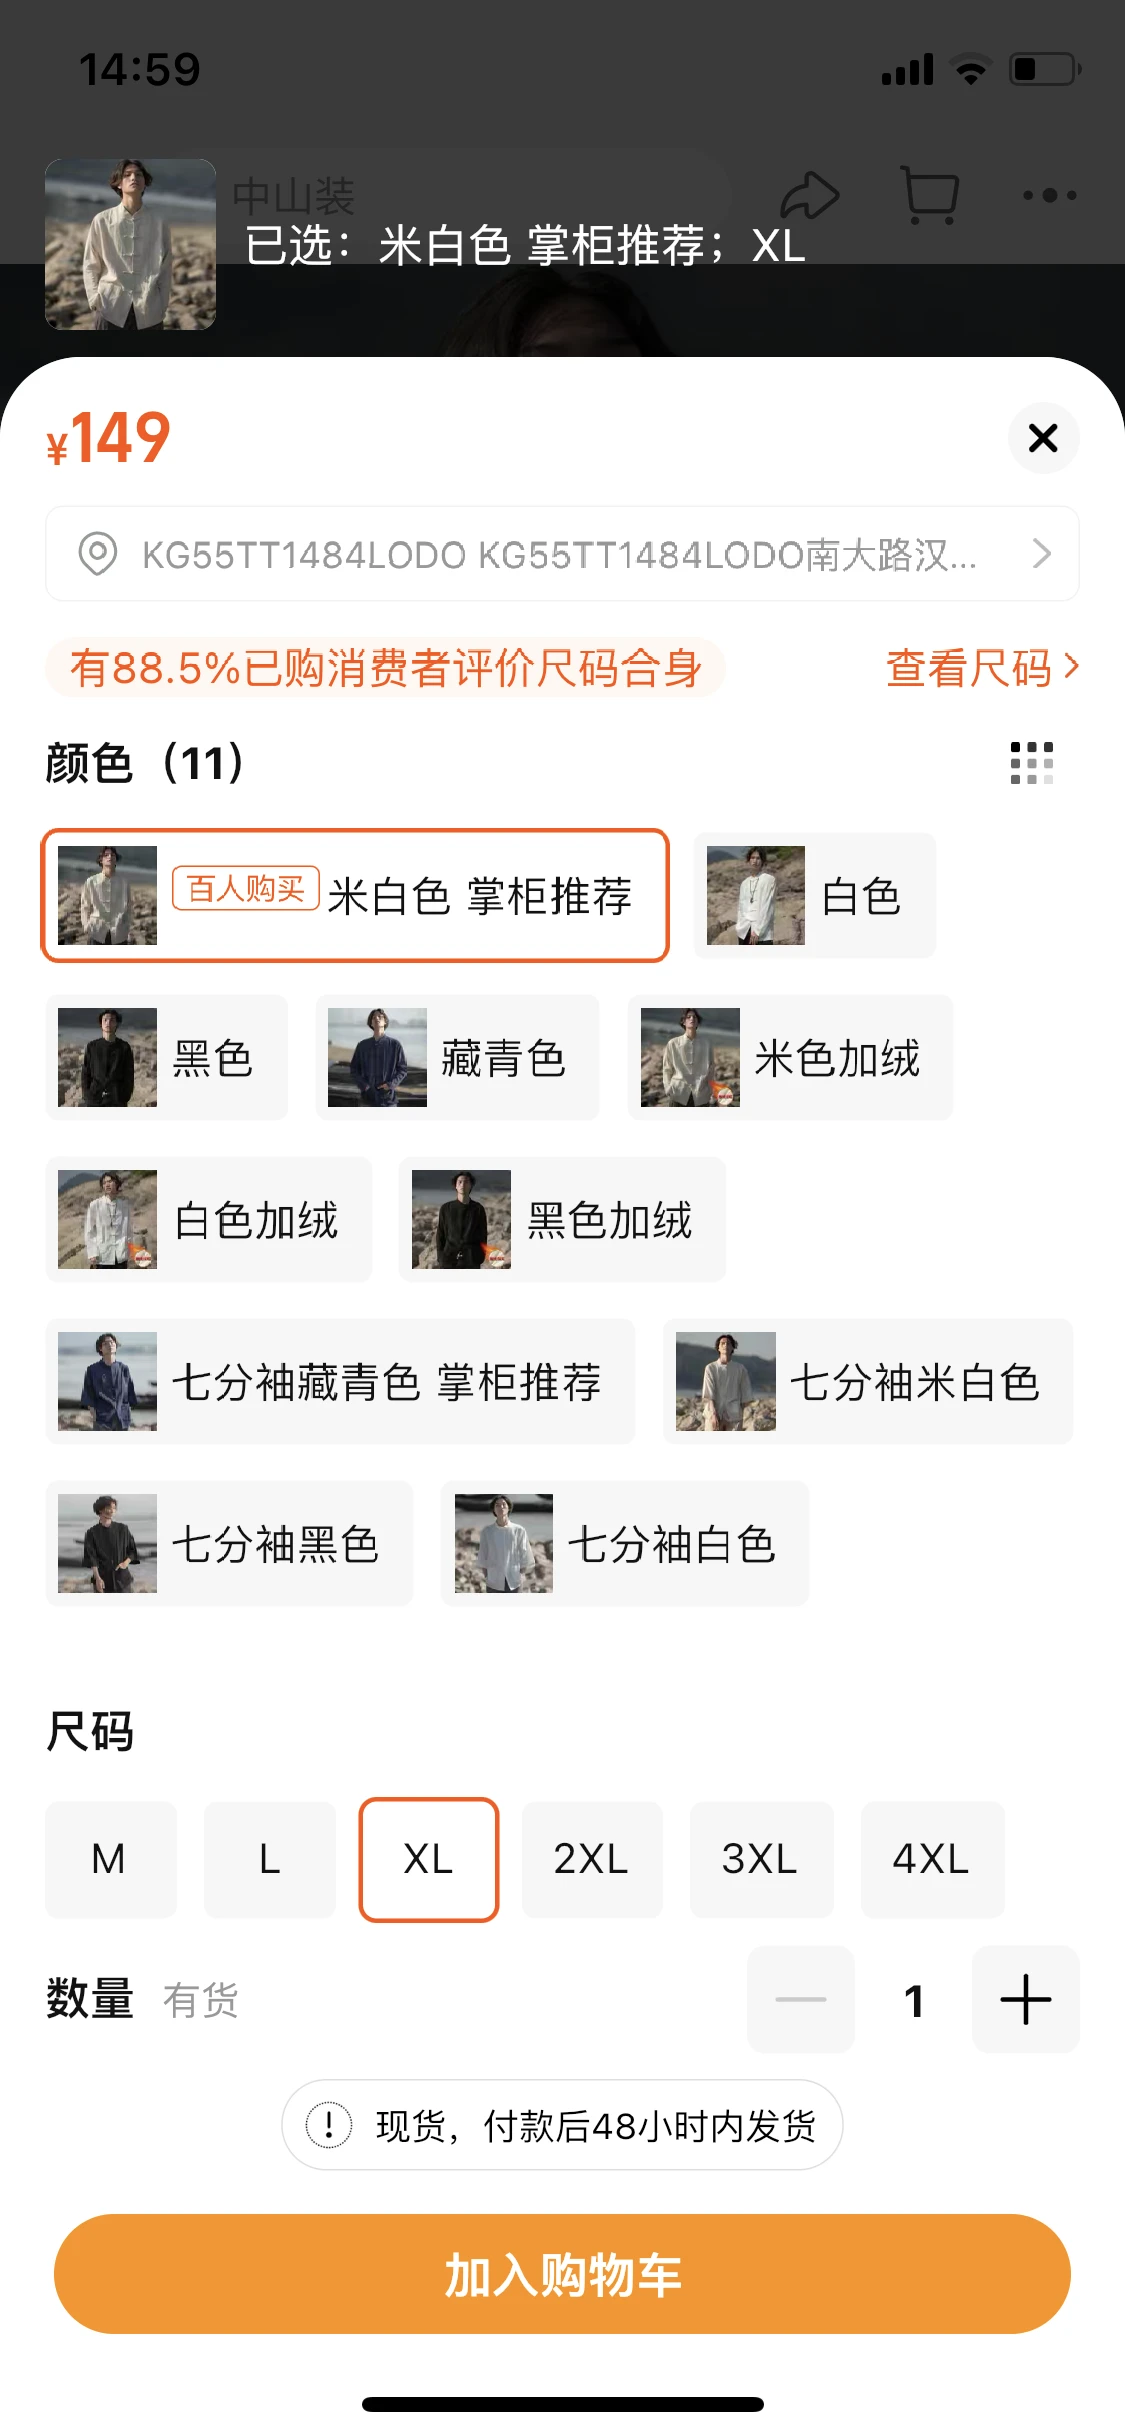 14:59
中山装
已选：米白色 掌柜推荐；XL
¥149
KG55TT1484LODO KG55TT1484LODO南大路汉...
有88.5%已购消费者评价尺码合身
查看尺码
颜色（11）
百人购买 米白色 掌柜推荐
白色
黑色
藏青色
米色加绒
白色加绒
黑色加绒
七分袖藏青色 掌柜推荐
七分袖米白色
七分袖黑色
七分袖白色
尺码
M
L
XL
2XL
3XL
4XL
数量 有货
1
现货，付款后48小时内发货
加入购物车